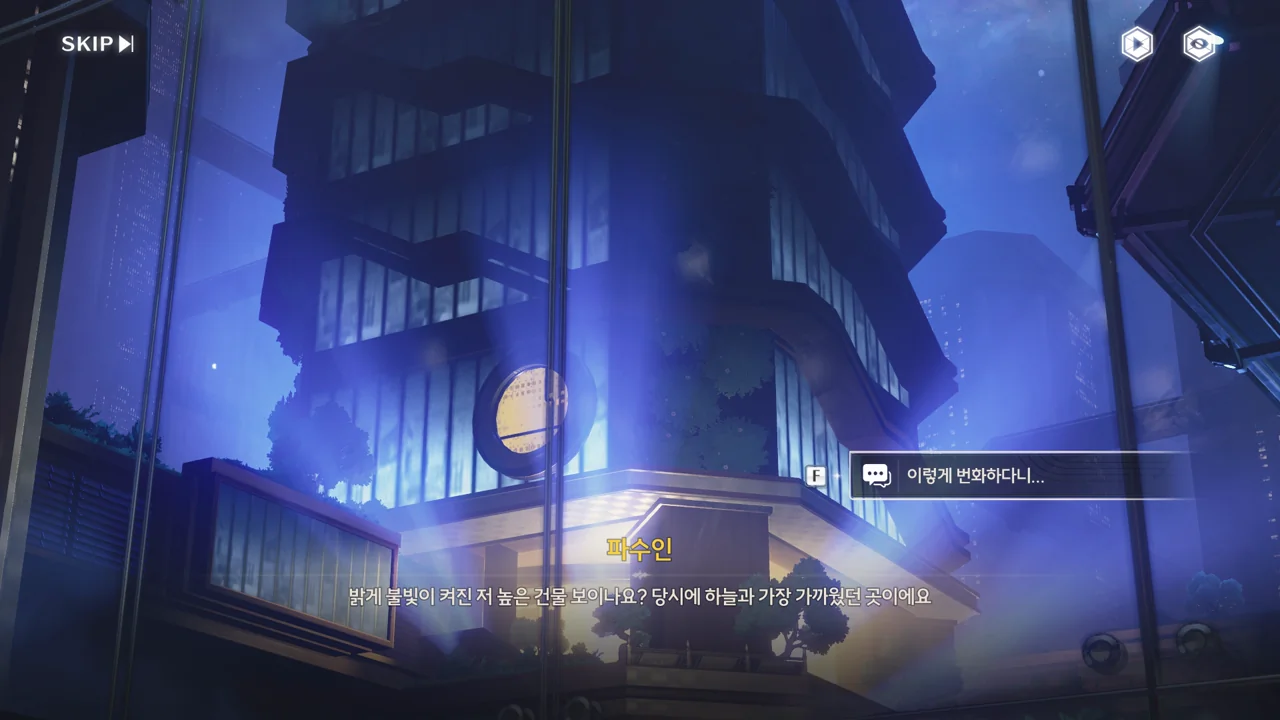 SKIP
F
이렇게 번화하다니...
파수인
밝게 불빛이 켜진 저 높은 건물 보이나요? 당시에 하늘과 가장 가까웠던 곳이에요